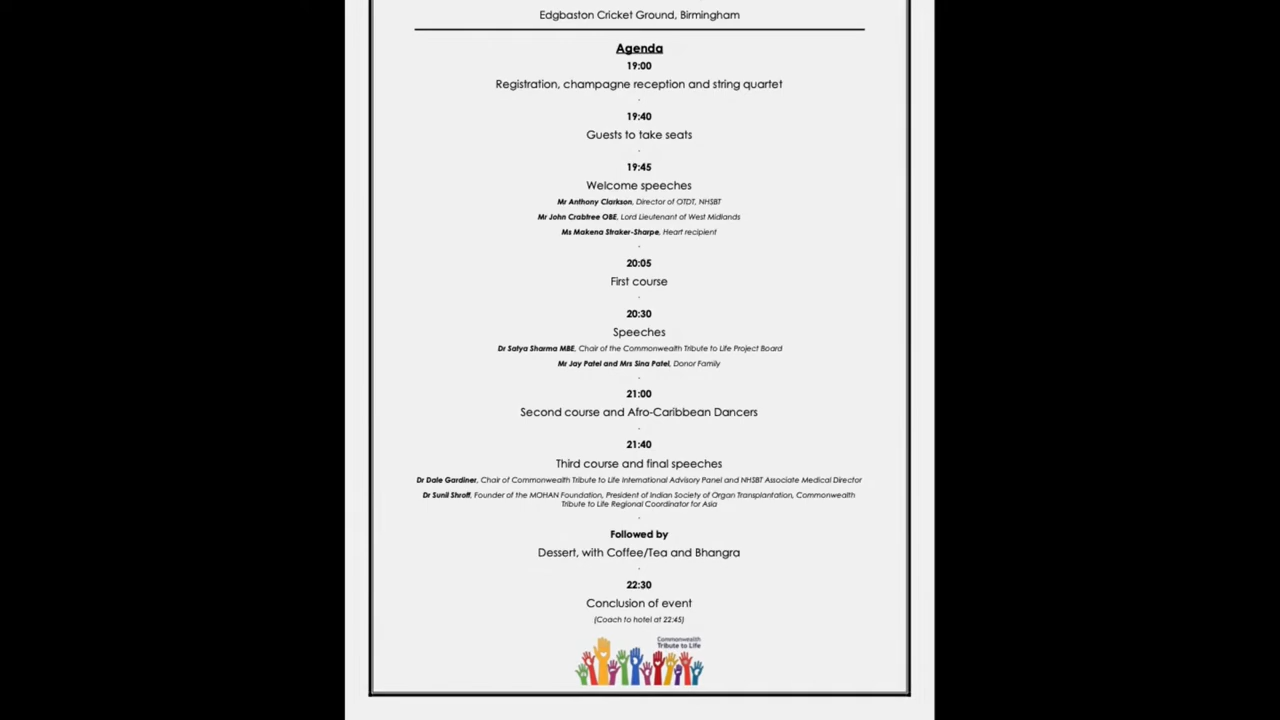 Edgbaston Cricket Ground, Birmingham
Agenda
19:00
Registration, champagne reception and string quartet
.
19:40
Guests to take seats
.
19:45
Welcome speeches
Mr Anthony Clarkson, Director of OTDT, NHSBT
Mr John Crabtree OBE, Lord Lieutenant of West Midlands
Ms Makena Straker-Sharpe, Heart recipient
.
20:05
First course
.
20:30
Speeches
Dr Satya Sharma MBE, Chair of the Commonwealth Tribute to Life Project Board
Mr Jay Patel and Mrs Sina Patel, Donor Family
.
21:00
Second course and Afro-Caribbean Dancers
.
21:40
Third course and final speeches
Dr Dale Gardiner, Chair of Commonwealth Tribute to Life International Advisory Panel and NHSBT Associate Medical Director
Dr Sunil Shroff, Founder of the MOHAN Foundation, President of Indian Society of Organ Transplantation, Commonwealth
Tribute to Life Regional Coordinator for Asia
.
Followed by
Dessert, with Coffee/Tea and Bhangra
.
22:30
Conclusion of event
(Coach to hotel at 22:45)
Commonwealth
Tribute to Life